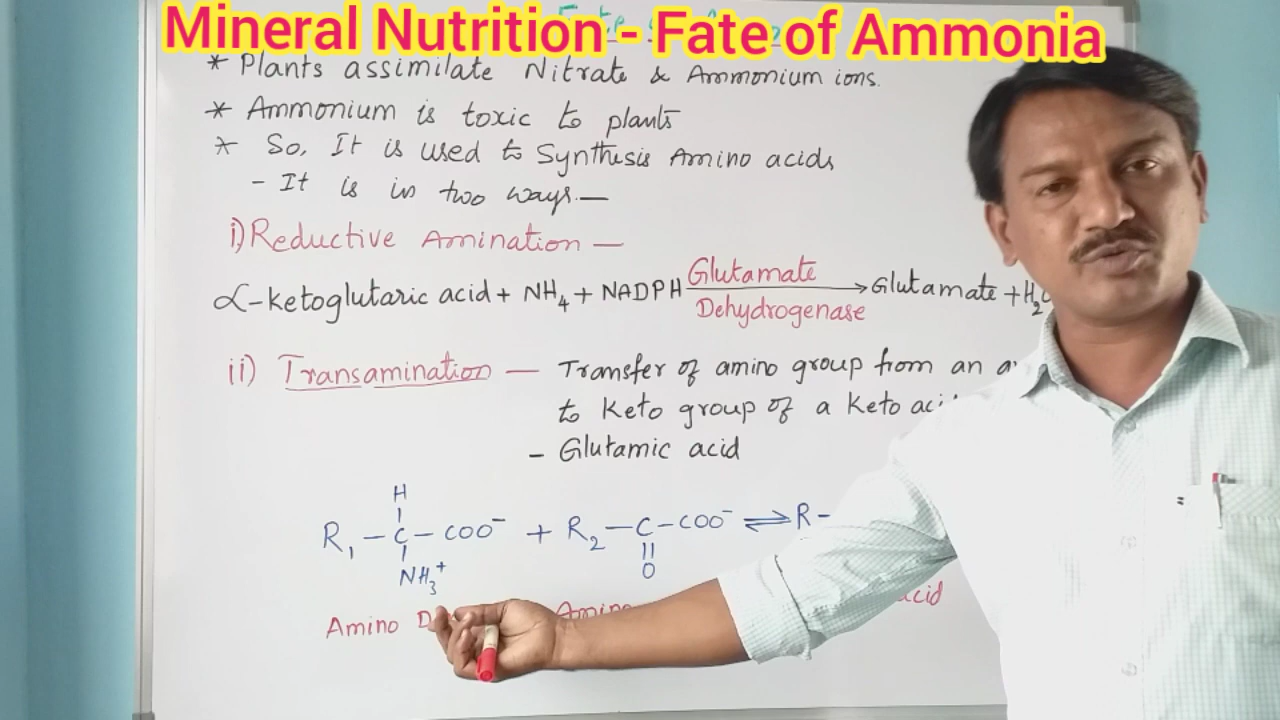 Mineral Nutrition - Fate of Ammonia
* Plants assimilate Nitrate & Ammonium ions.
* Ammonium is toxic to plants
* So, It is used to Synthesis Amino acids
- It is in two ways.—
i) Reductive Amination —
α-ketoglutaric acid + NH₄ + NADPH Glutamate Dehydrogenase → Glutamate + H₂O
ii) Transamination — Transfer of amino group from an
to Keto group of a Keto
- Glutamic acid
H
R₁ – C – COO⁻ + R₂ – C – COO⁻ ⇌ R –
NH₃⁺ O
Amino Amino acid